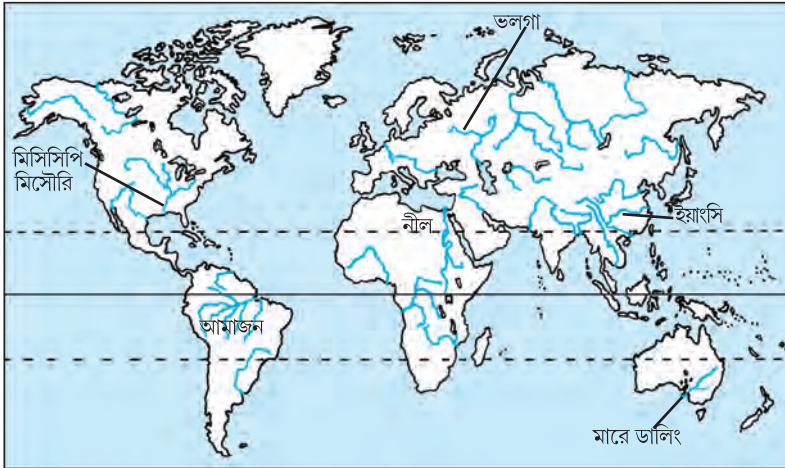 ভলগা
মিসিসিপি
মিসৌরি
নীল
ইয়াংসি
আমাজন
মারে ডালিং